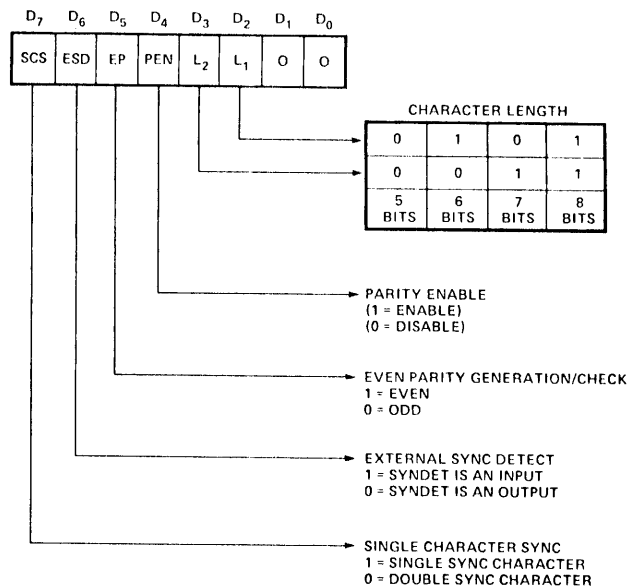 D7 D6 D5 D4 D3 D2 D1 D0
SCS ESD EP PEN L2 L1 0 0
CHARACTER LENGTH
0 1 0 1
0 0 1 1
5 BITS 6 BITS 7 BITS 8 BITS
PARITY ENABLE
(1 = ENABLE)
(0 = DISABLE)
EVEN PARITY GENERATION/CHECK
1 = EVEN
0 = ODD
EXTERNAL SYNC DETECT
1 = SYNDET IS AN INPUT
0 = SYNDET IS AN OUTPUT
SINGLE CHARACTER SYNC
1 = SINGLE SYNC CHARACTER
0 = DOUBLE SYNC CHARACTER